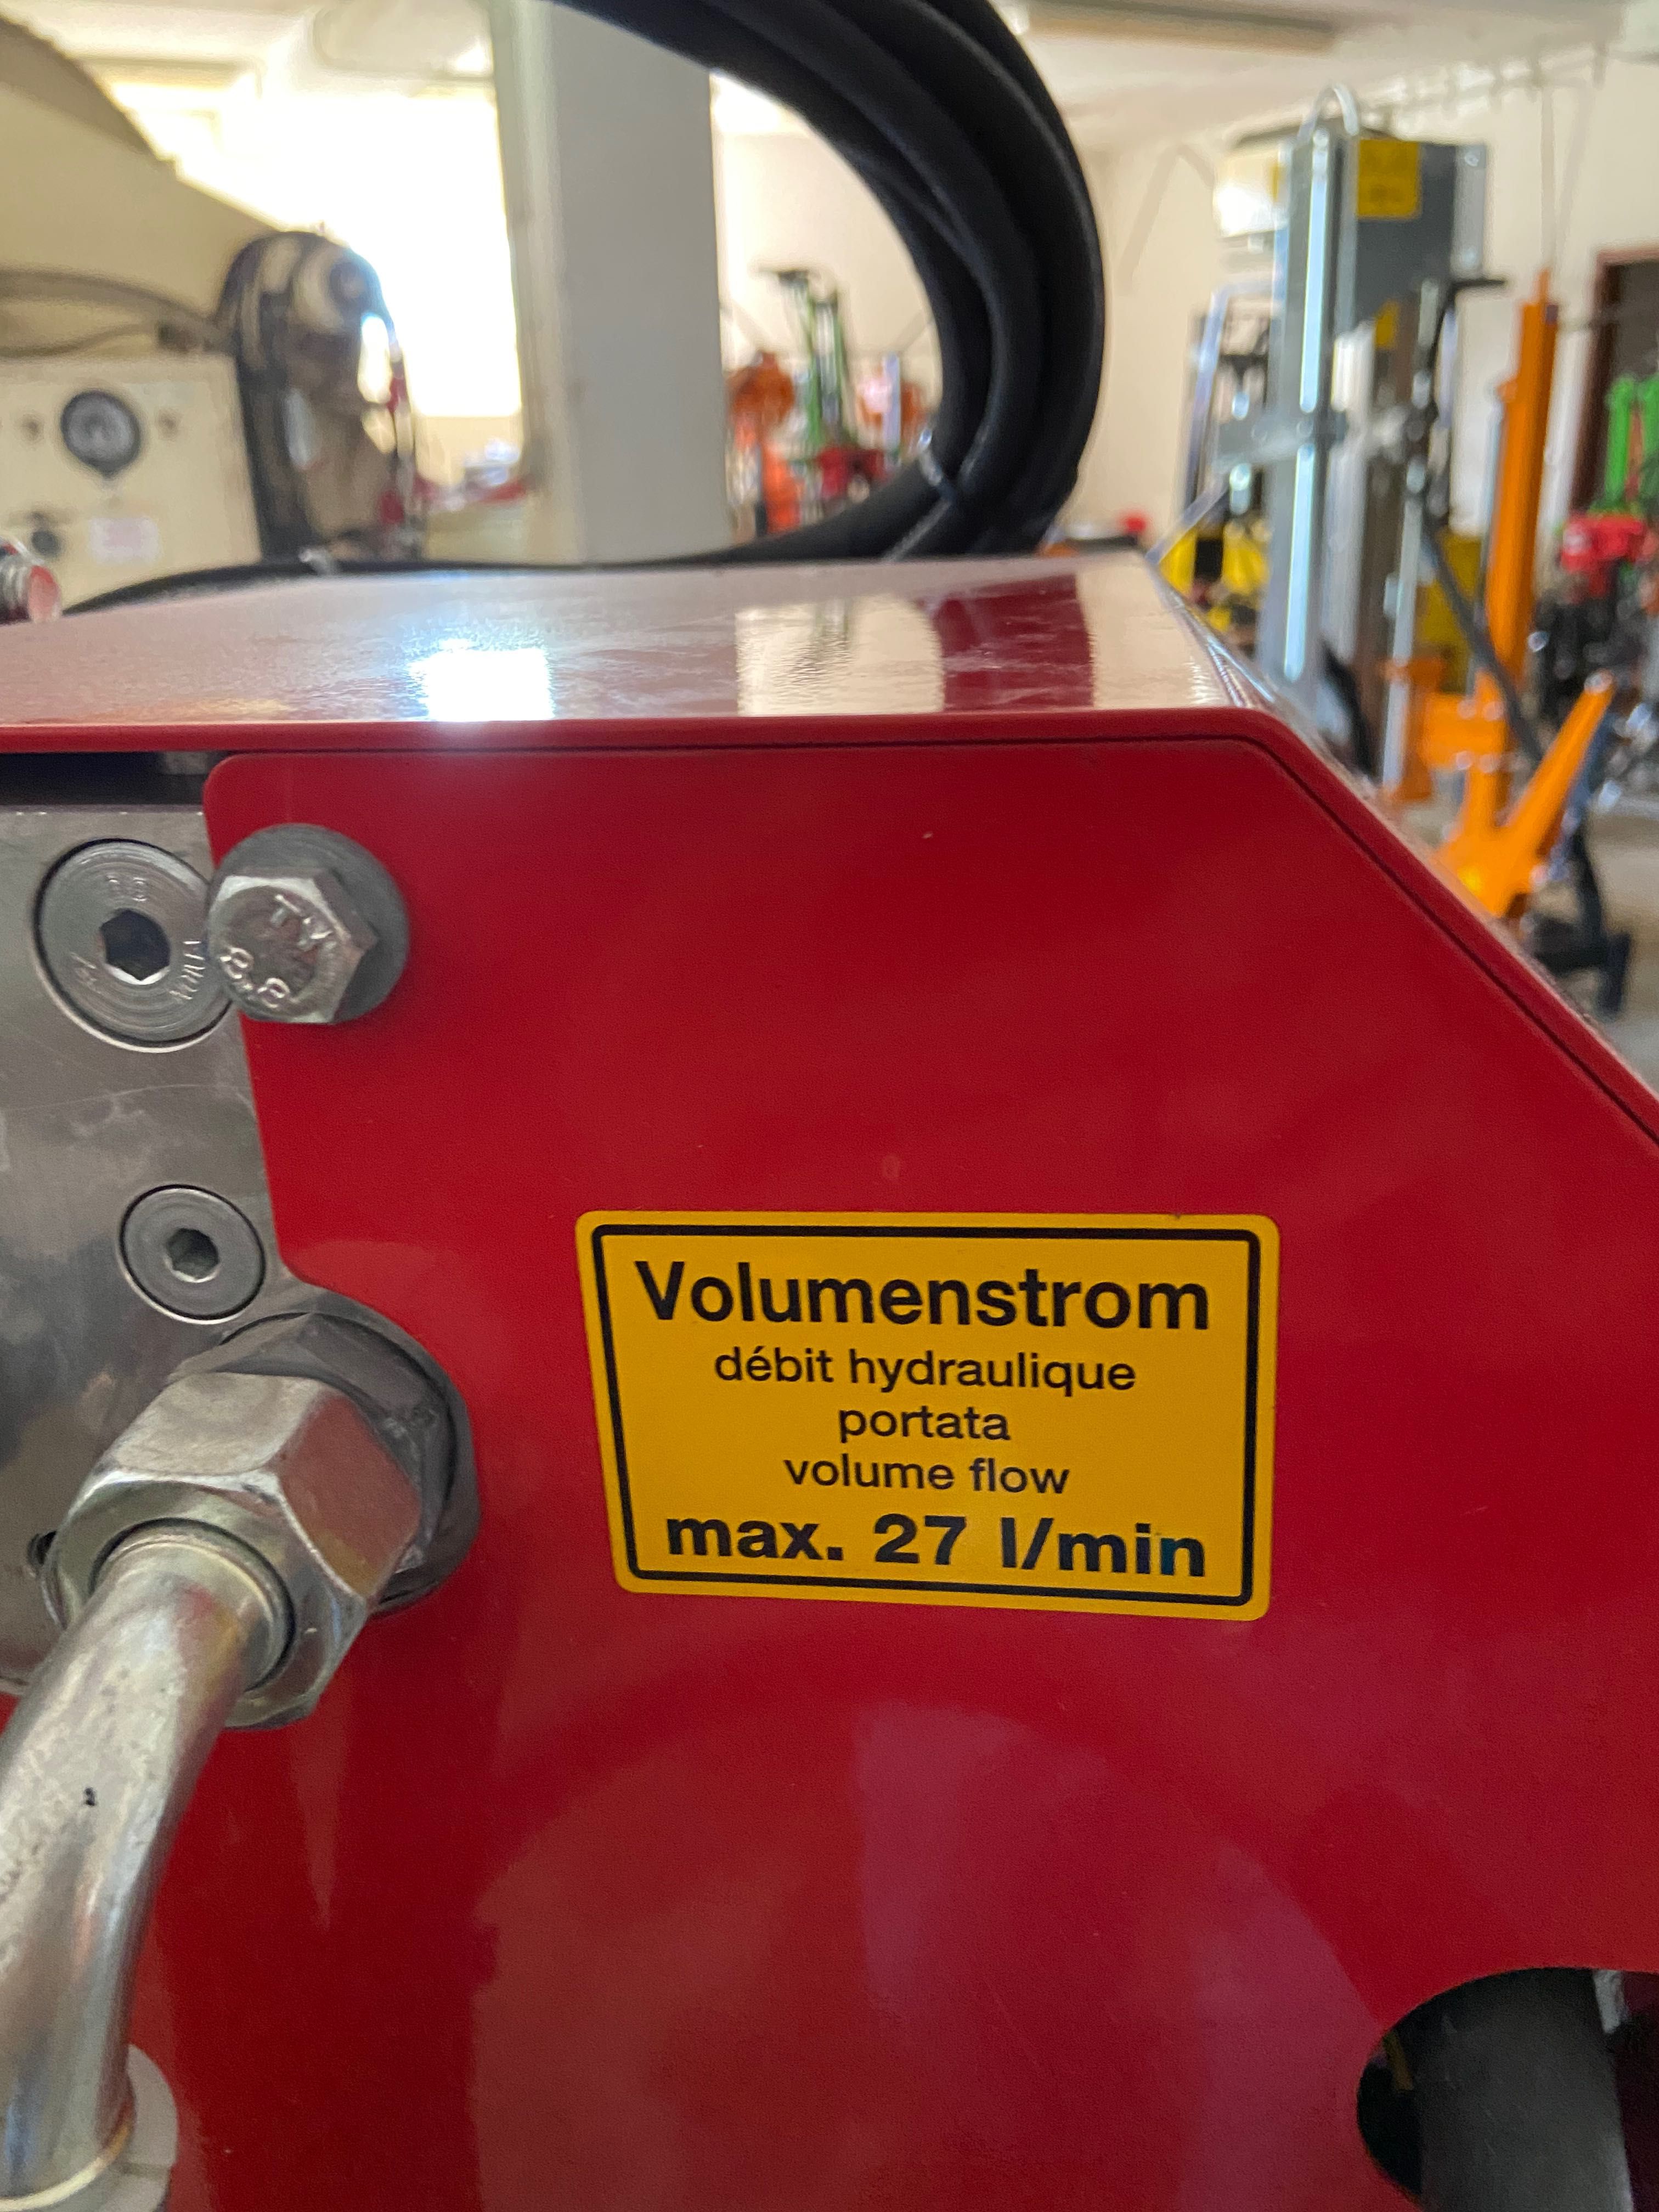 8.8
Volumenstrom
débit hydraulique
portata
volume flow
max. 27 l/min